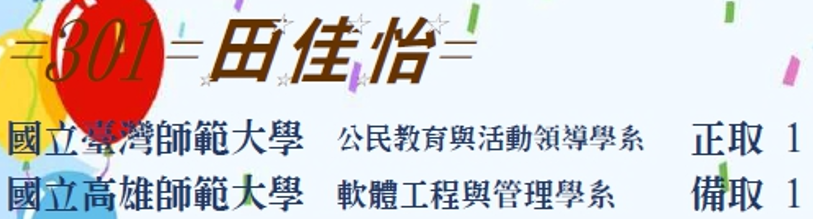 =301=田佳怡=
國立臺灣師範大學 公民教育與活動領導學系 正取 1
國立高雄師範大學 軟體工程與管理學系 備取 1